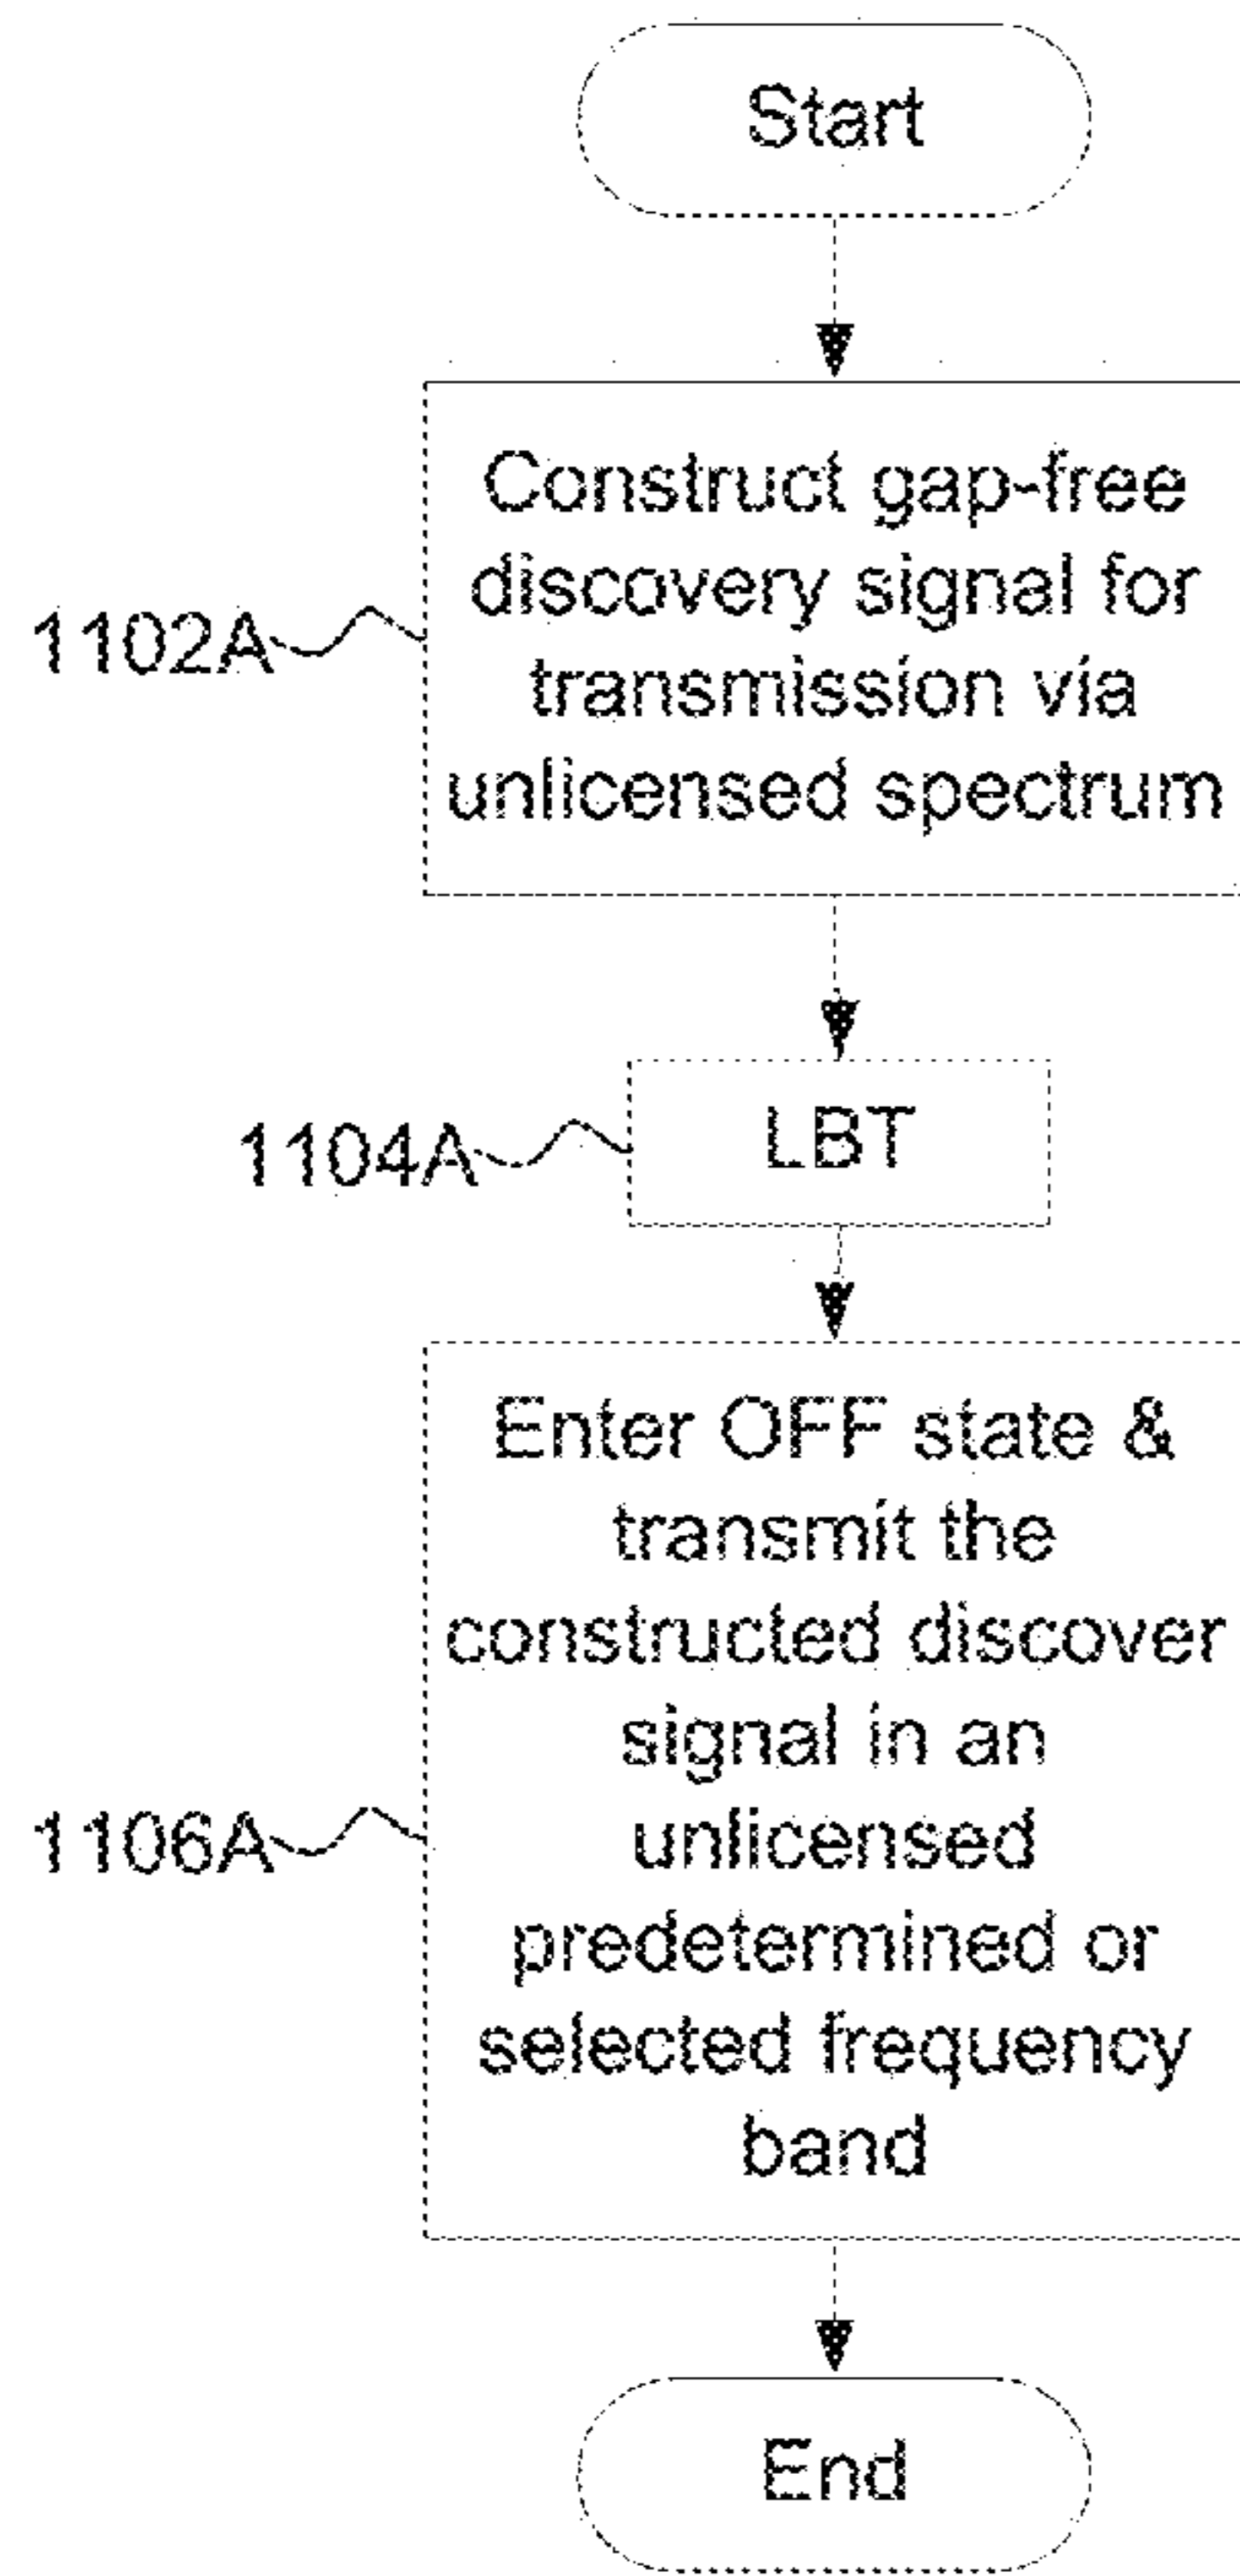 Start
Construct gap-free
discovery signal for
transmission via
unlicensed spectrum
1102A
LBT
1104A
Enter OFF state &
transmit the
constructed discover
signal in an
unlicensed
predetermined or
selected frequency
band
1106A
End